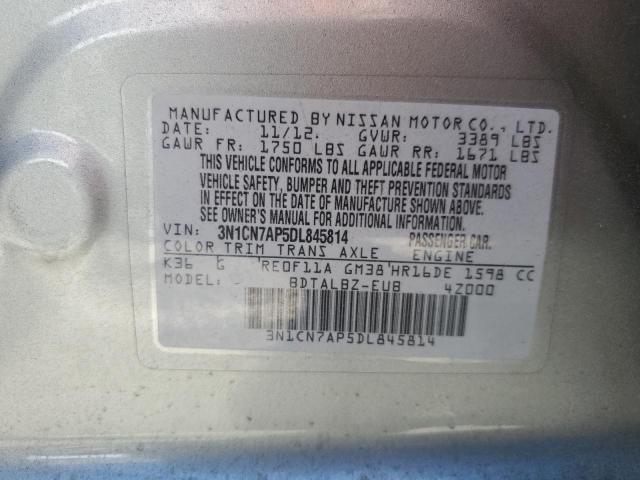 MANUFACTURED BY NISSAN MOTOR CO., LTD.
DATE: 11/12. GVWR: 3389 LBS
GAWR FR: 1750 LBS GAWR RR: 1671 LBS
THIS VEHICLE CONFORMS TO ALL APPLICABLE FEDERAL MOTOR
VEHICLE SAFETY, BUMPER AND THEFT PREVENTION STANDARDS
IN EFFECT ON THE DATE OF MANUFACTURE SHOWN ABOVE.
SEE OWNER'S MANUAL FOR ADDITIONAL INFORMATION.
VIN: 3N1CN7AP5DL845814 PASSENGER CAR.
COLOR TRIM TRANS AXLE ENGINE
K36 G RE0F11A GM38 HR16DE 1598 CC
MODEL: BDTALBZ-EUB 4Z000
3N1CN7AP5DL845814